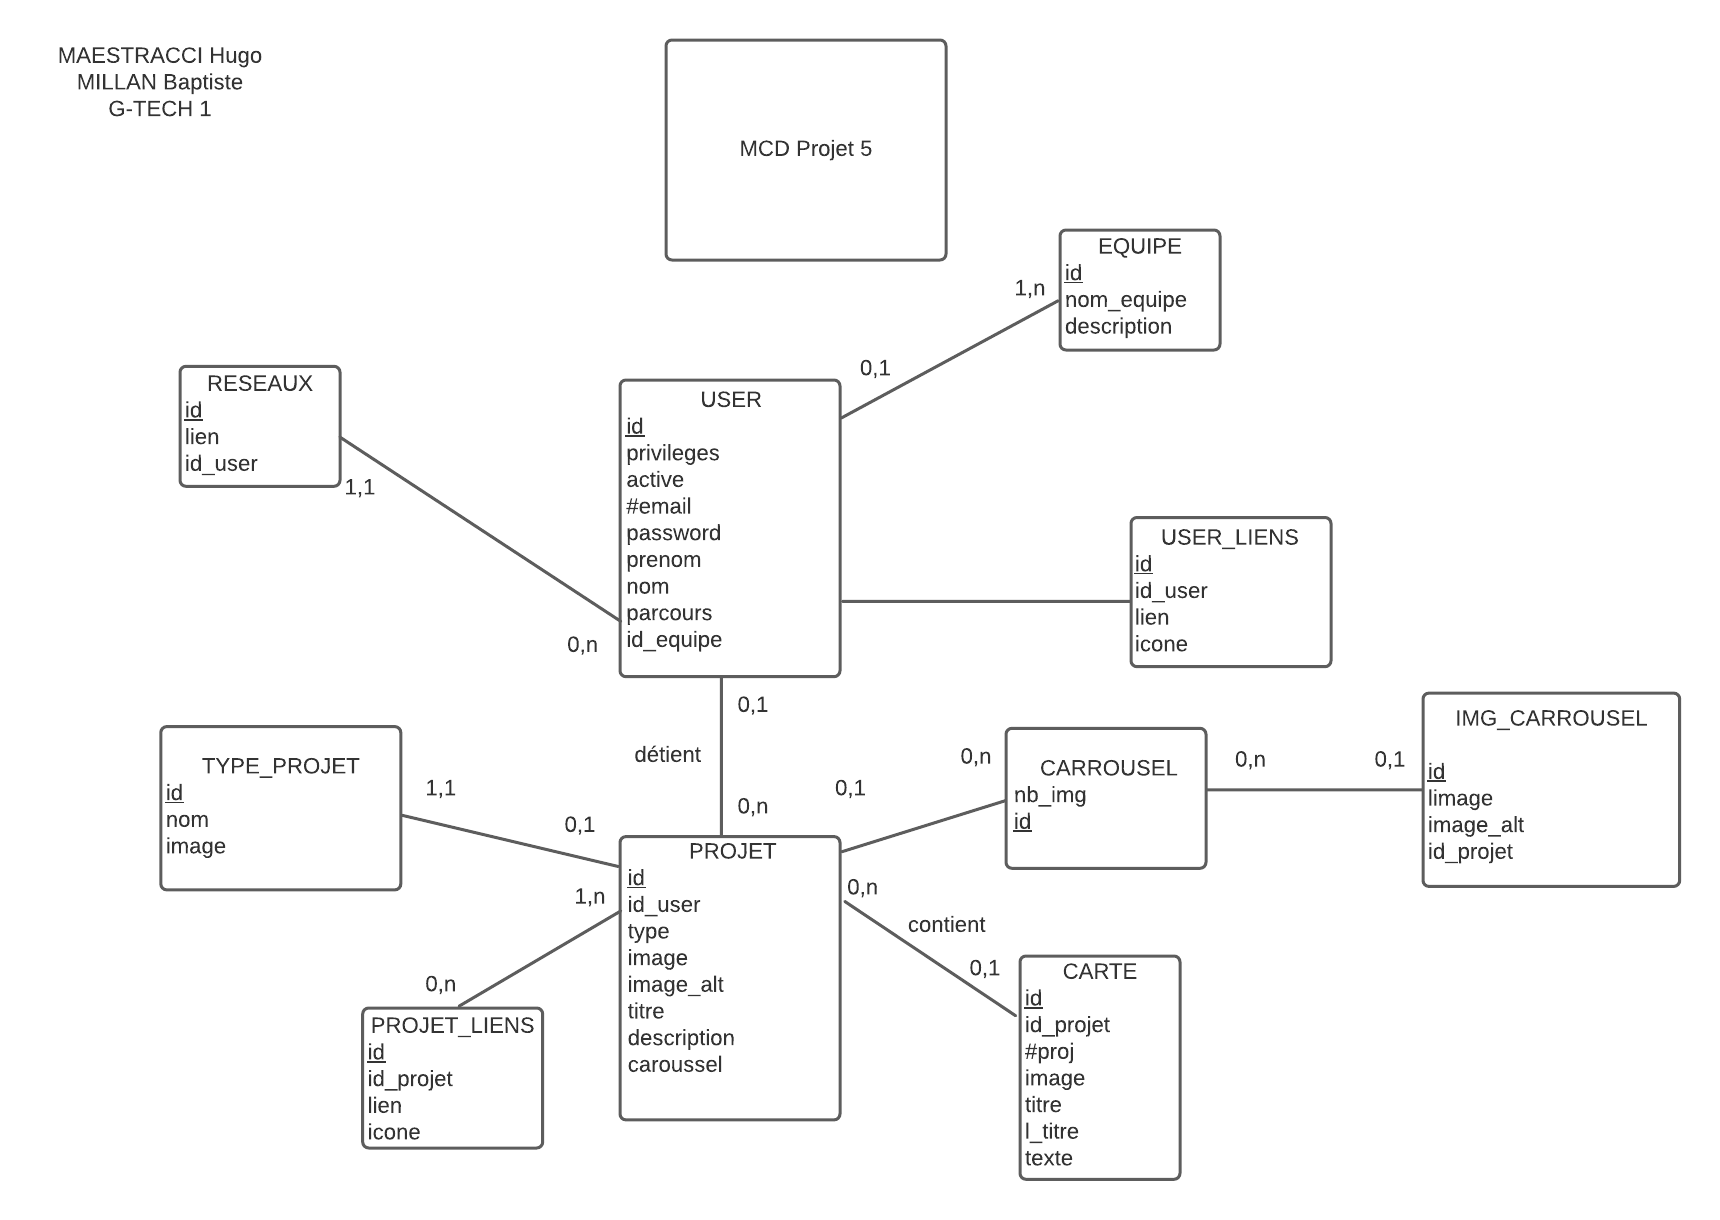 MAESTRACCI Hugo
MILLAN Baptiste
G-TECH 1
MCD Projet 5
EQUIPE
id
nom_equipe
description
1,n
0,1
RESEAUX
id
lien
id_user
1,1
0,n
USER
id
privileges
active
#email
password
prenom
nom
parcours
id_equipe
USER_LIENS
id
id_user
lien
icone
0,1
détient
0,n
TYPE_PROJET
id
nom
image
1,1
0,1
PROJET
id
id_user
type
image
image_alt
titre
description
caroussel
0,1
0,n
CARROUSEL
nb_img
id
0,n
0,1
IMG_CARROUSEL
id
limage
image_alt
id_projet
1,n
0,n
PROJET_LIENS
id
id_projet
lien
icone
0,n
contient
0,1
CARTE
id
id_projet
#proj
image
titre
l_titre
texte